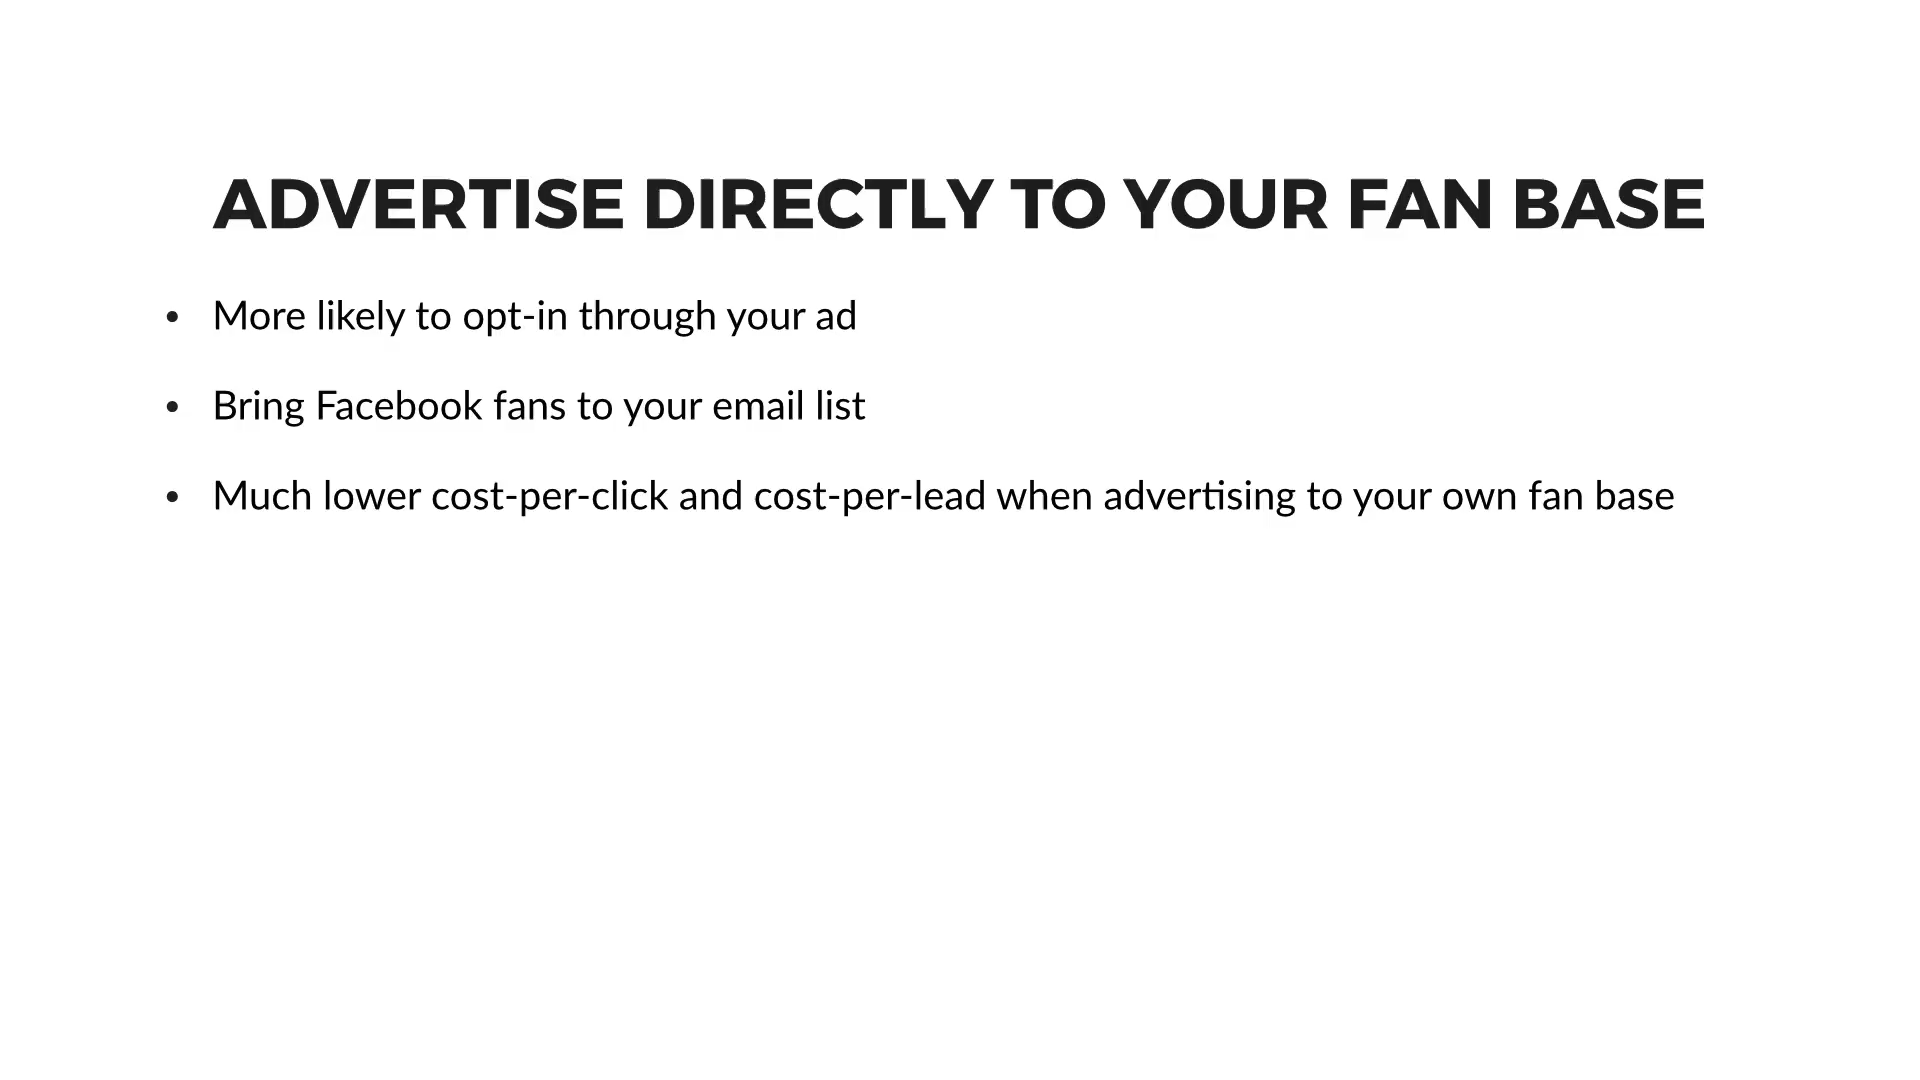 ADVERTISE DIRECTLY TO YOUR FAN BASE
• More likely to opt-in through your ad
• Bring Facebook fans to your email list
• Much lower cost-per-click and cost-per-lead when advertising to your own fan base